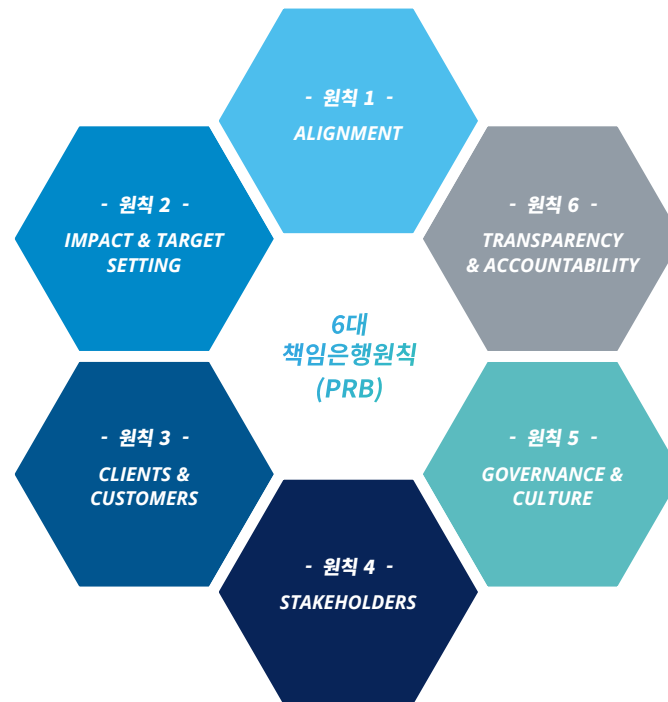 - 원칙 1 -
ALIGNMENT
- 원칙 2 -
IMPACT & TARGET
SETTING
- 원칙 6 -
TRANSPARENCY
& ACCOUNTABILITY
6대
책임은행원칙
(PRB)
- 원칙 3 -
CLIENTS &
CUSTOMERS
- 원칙 5 -
GOVERNANCE &
CULTURE
- 원칙 4 -
STAKEHOLDERS